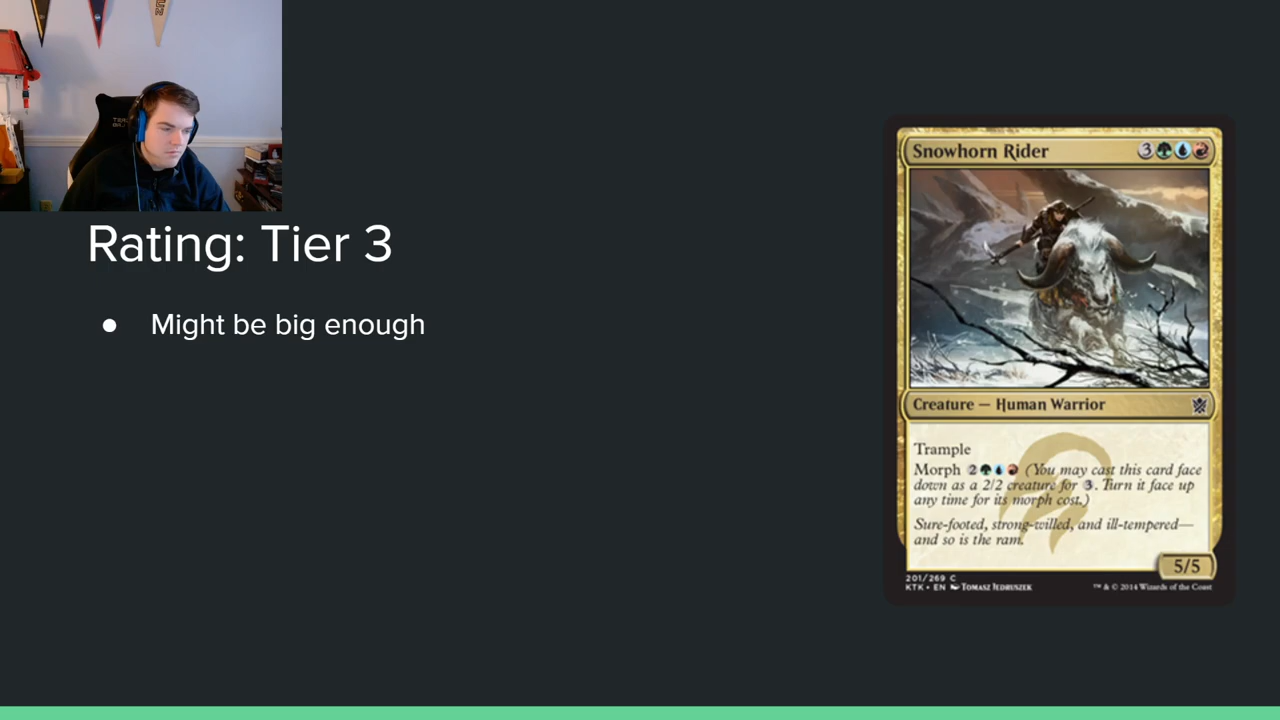 Rating: Tier 3
● Might be big enough
Snowhorn Rider
3
Creature — Human Warrior
Trample
Morph 2 (You may cast this card face
down as a 2/2 creature for 3. Turn it face up
any time for its morph cost.)
Sure-footed, strong-willed, and ill-tempered—
and so is the ram.
5/5
201/269 C
KTK • EN Tomasz Jedruszek
™ & © 2014 Wizards of the Coast